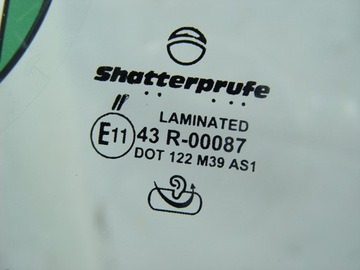 Shatterprufe
LAMINATED
E11 43 R-00087
DOT 122 M39 AS1